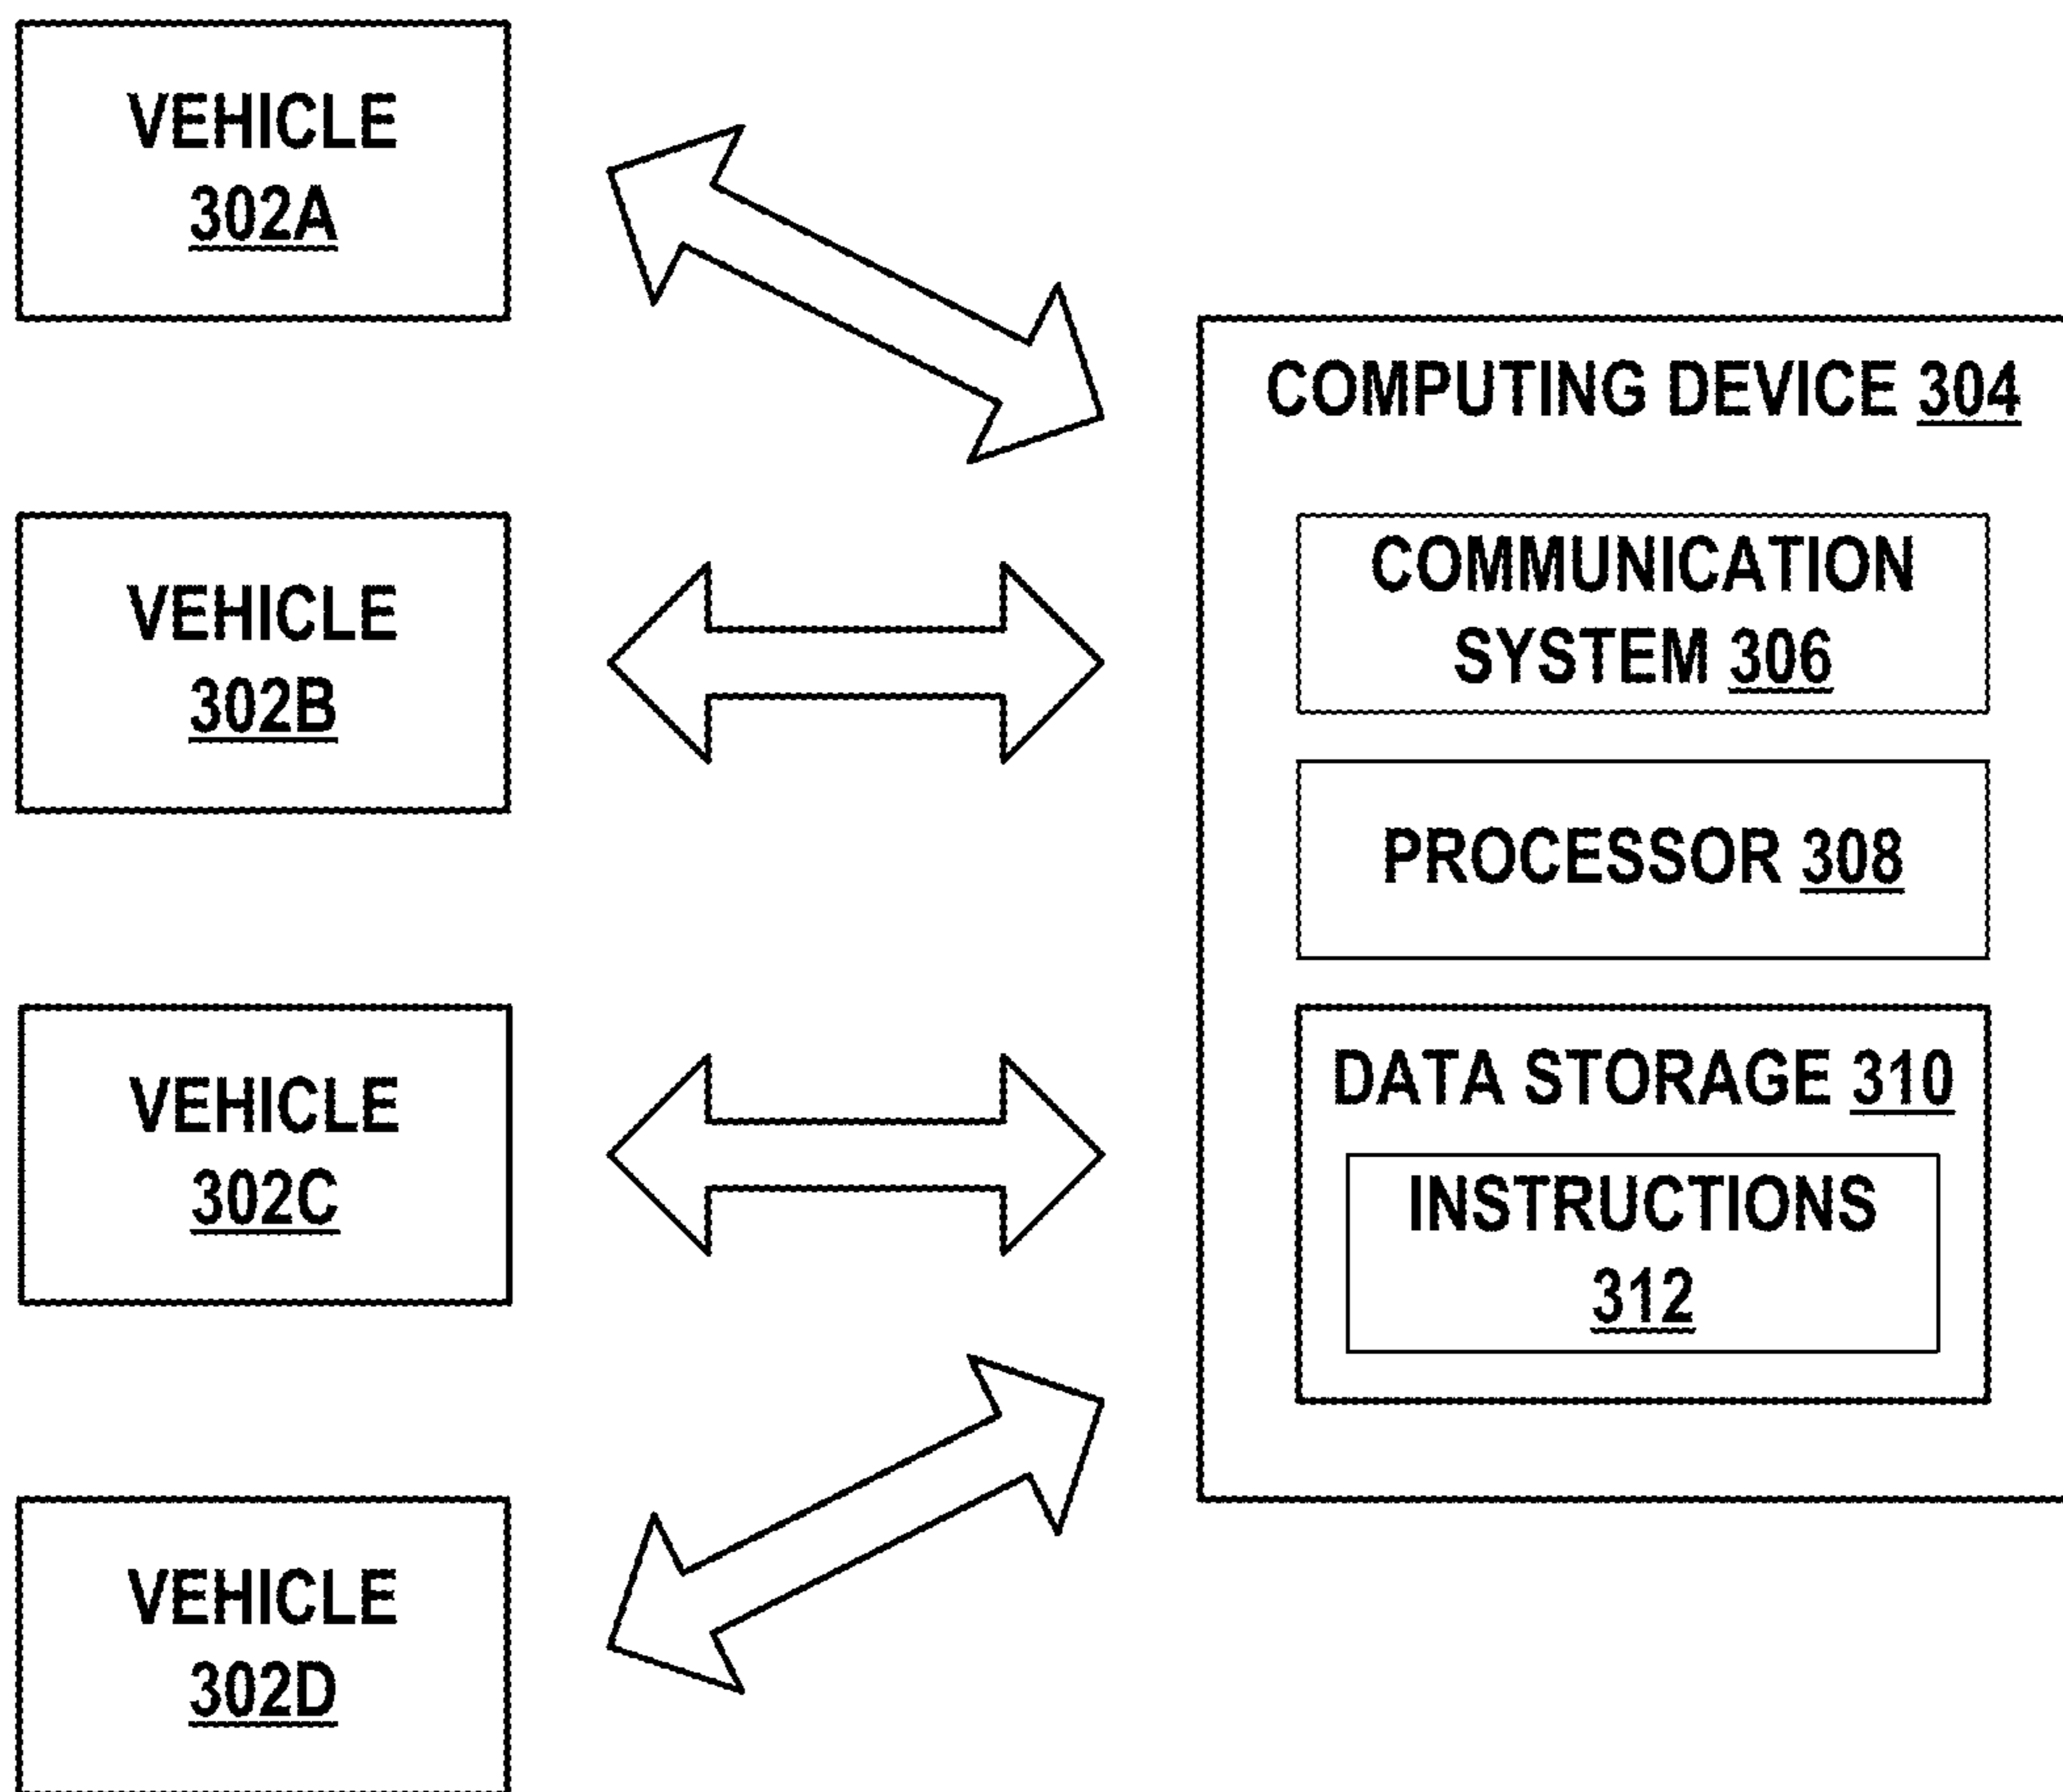 VEHICLE
302A
VEHICLE
302B
VEHICLE
302C
VEHICLE
302D
COMPUTING DEVICE 304
COMMUNICATION
SYSTEM 306
PROCESSOR 308
DATA STORAGE 310
INSTRUCTIONS
312